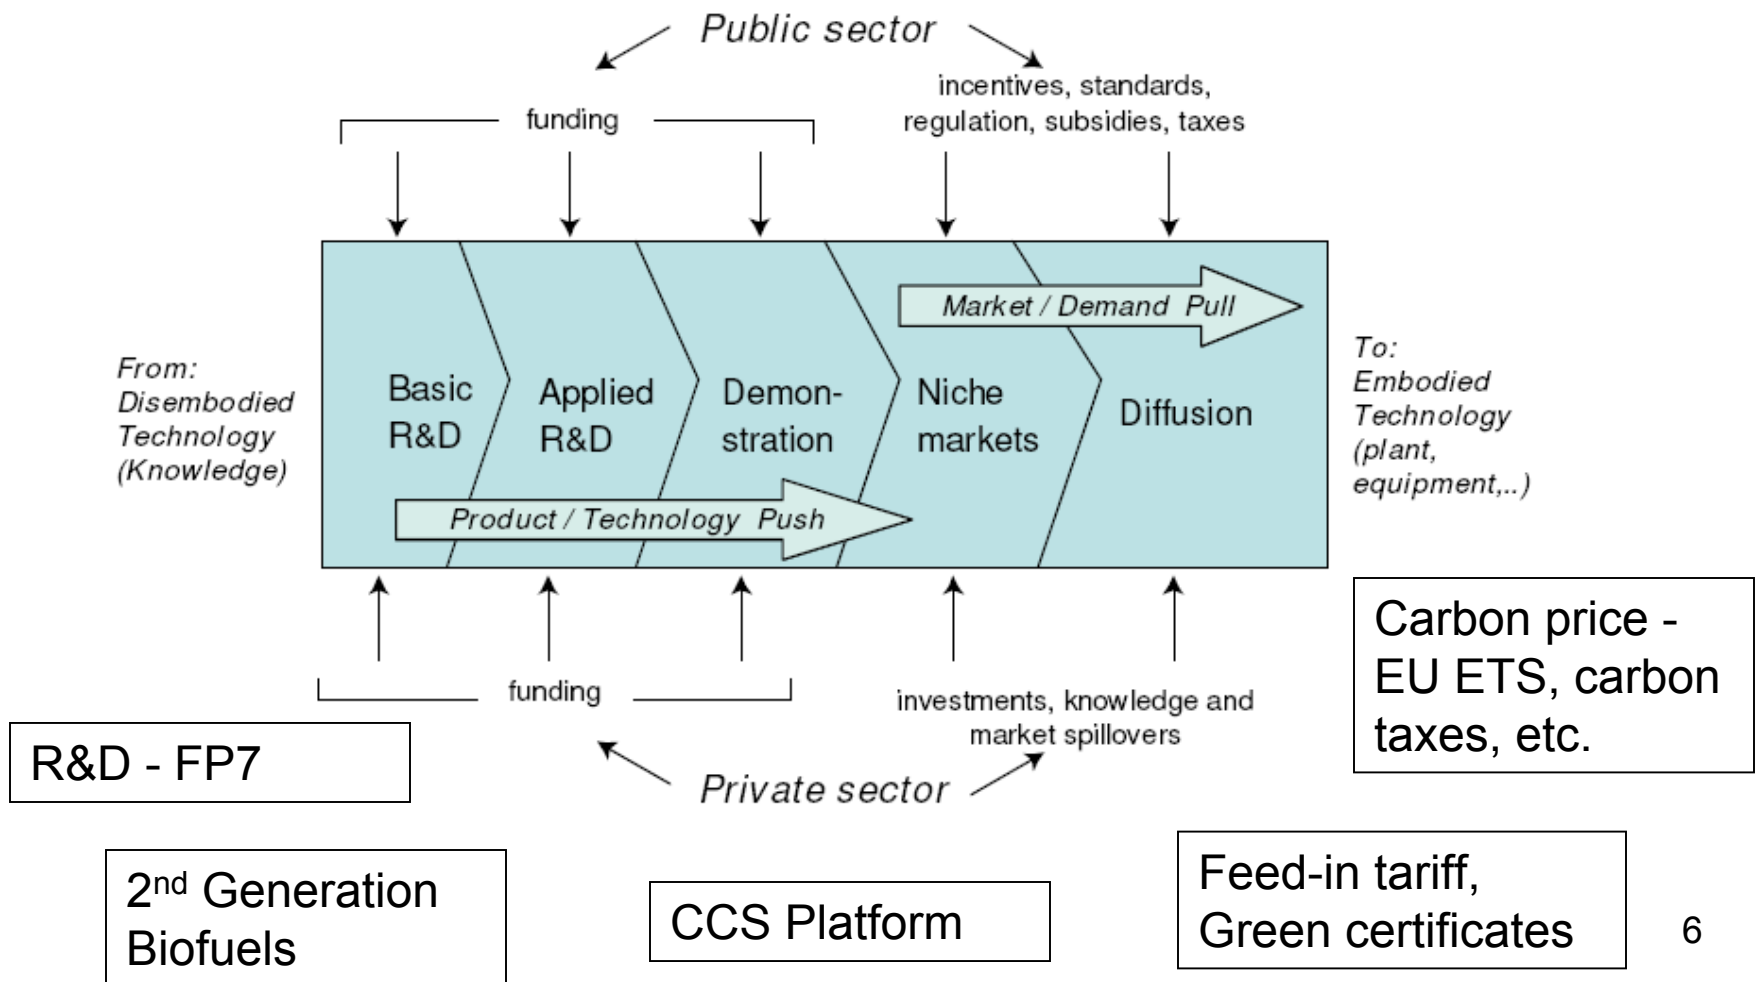 Public sector
funding
incentives, standards,
regulation, subsidies, taxes
Market / Demand Pull
From:
Disembodied
Technology
(Knowledge)
Basic
R&D
Applied
R&D
Demon-
stration
Niche
markets
Diffusion
To:
Embodied
Technology
(plant,
equipment,..)
Product / Technology Push
funding
investments, knowledge and
market spillovers
Private sector
Carbon price -
EU ETS, carbon
taxes, etc.
R&D - FP7
2nd Generation
Biofuels
CCS Platform
Feed-in tariff,
Green certificates
6